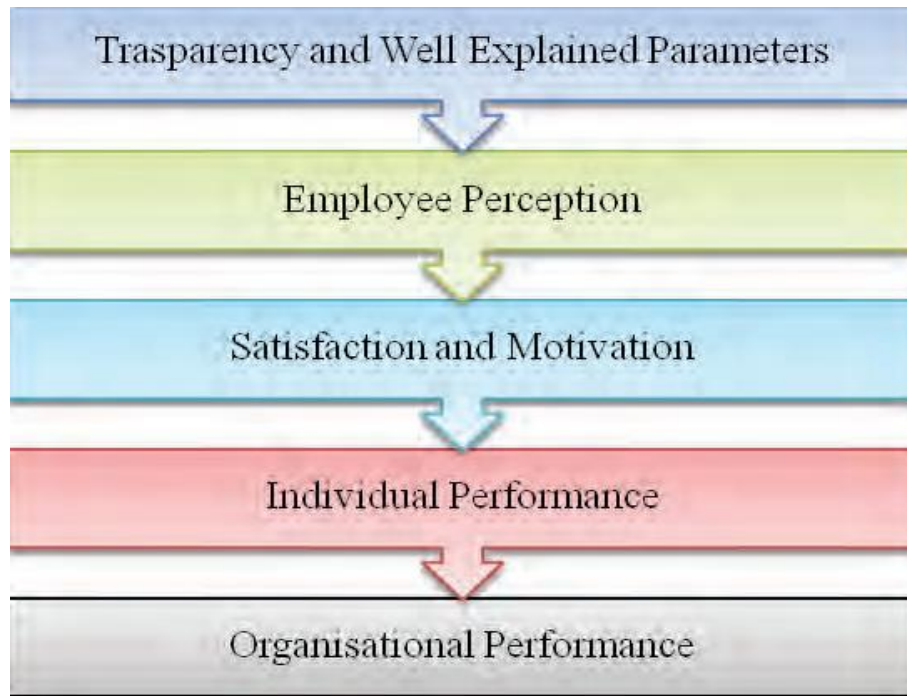 Trasparency and Well Explained Parameters
Employee Perception
Satisfaction and Motivation
Individual Performance
Organisational Performance